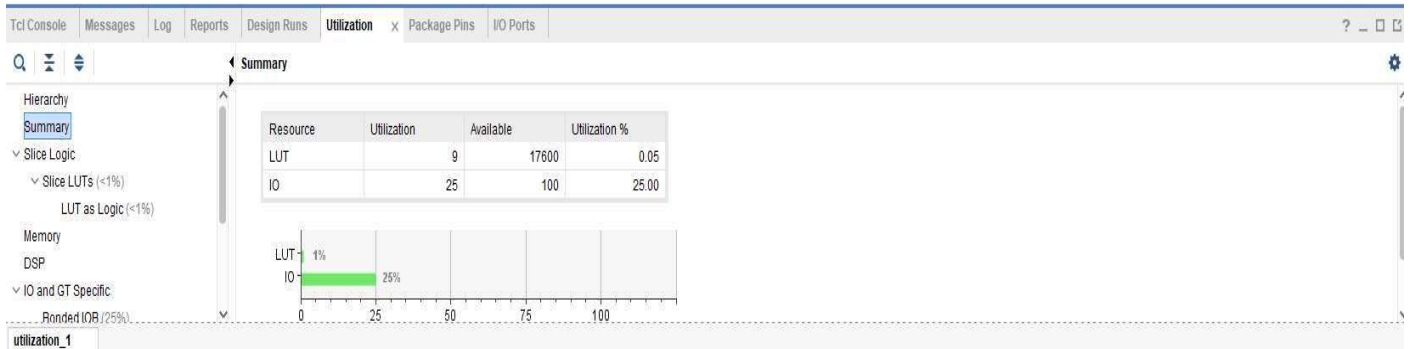 Tcl Console Messages Log Reports Design Runs Utilization × Package Pins I/O Ports ? _
Summary
Hierarchy
Summary
Slice Logic
Slice LUTs (<1%)
LUT as Logic (<1%)
Memory
DSP
IO and GT Specific
Bonded IOB (25%)
Resource Utilization Available Utilization %
LUT 9 17600 0.05
IO 25 100 25.00
LUT 1%
IO 25%
0 25 50 75 100
utilization_1